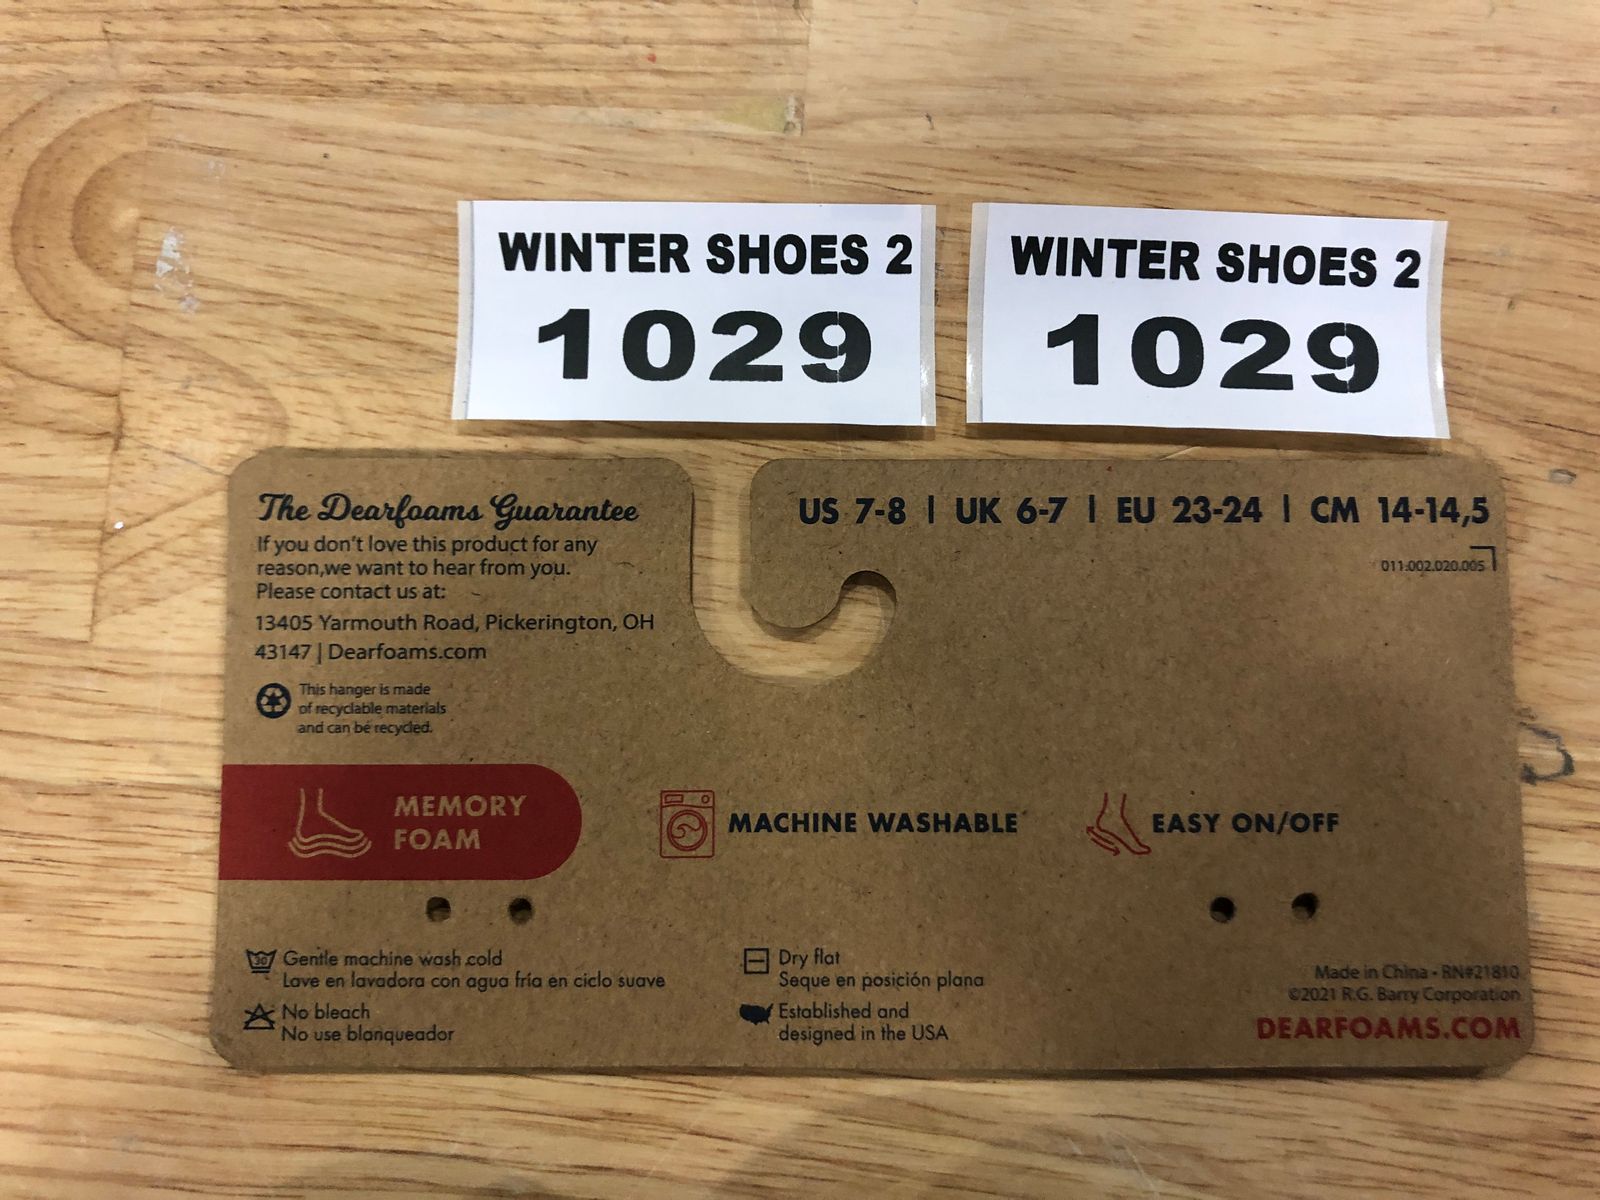 WINTER SHOES 2
1029
WINTER SHOES 2
1029
The Dearfoams Guarantee
If you don't love this product for any
reason,we want to hear from you.
Please contact us at:
13405 Yarmouth Road, Pickerington, OH
43147 | Dearfoams.com
This hanger is made
of recyclable materials
and can be recycled.
US 7-8 | UK 6-7 | EU 23-24 | CM 14-14,5
011.002.020.005
MEMORY
FOAM
MACHINE WASHABLE
EASY ON/OFF
30
Gentle machine wash cold
Lave en lavadora con agua fría en ciclo suave
No bleach
No use blanqueador
Dry flat
Seque en posición plana
Established and
designed in the USA
Made in China • RN#21810
©2021 R.G. Barry Corporation
DEARFOAMS.COM